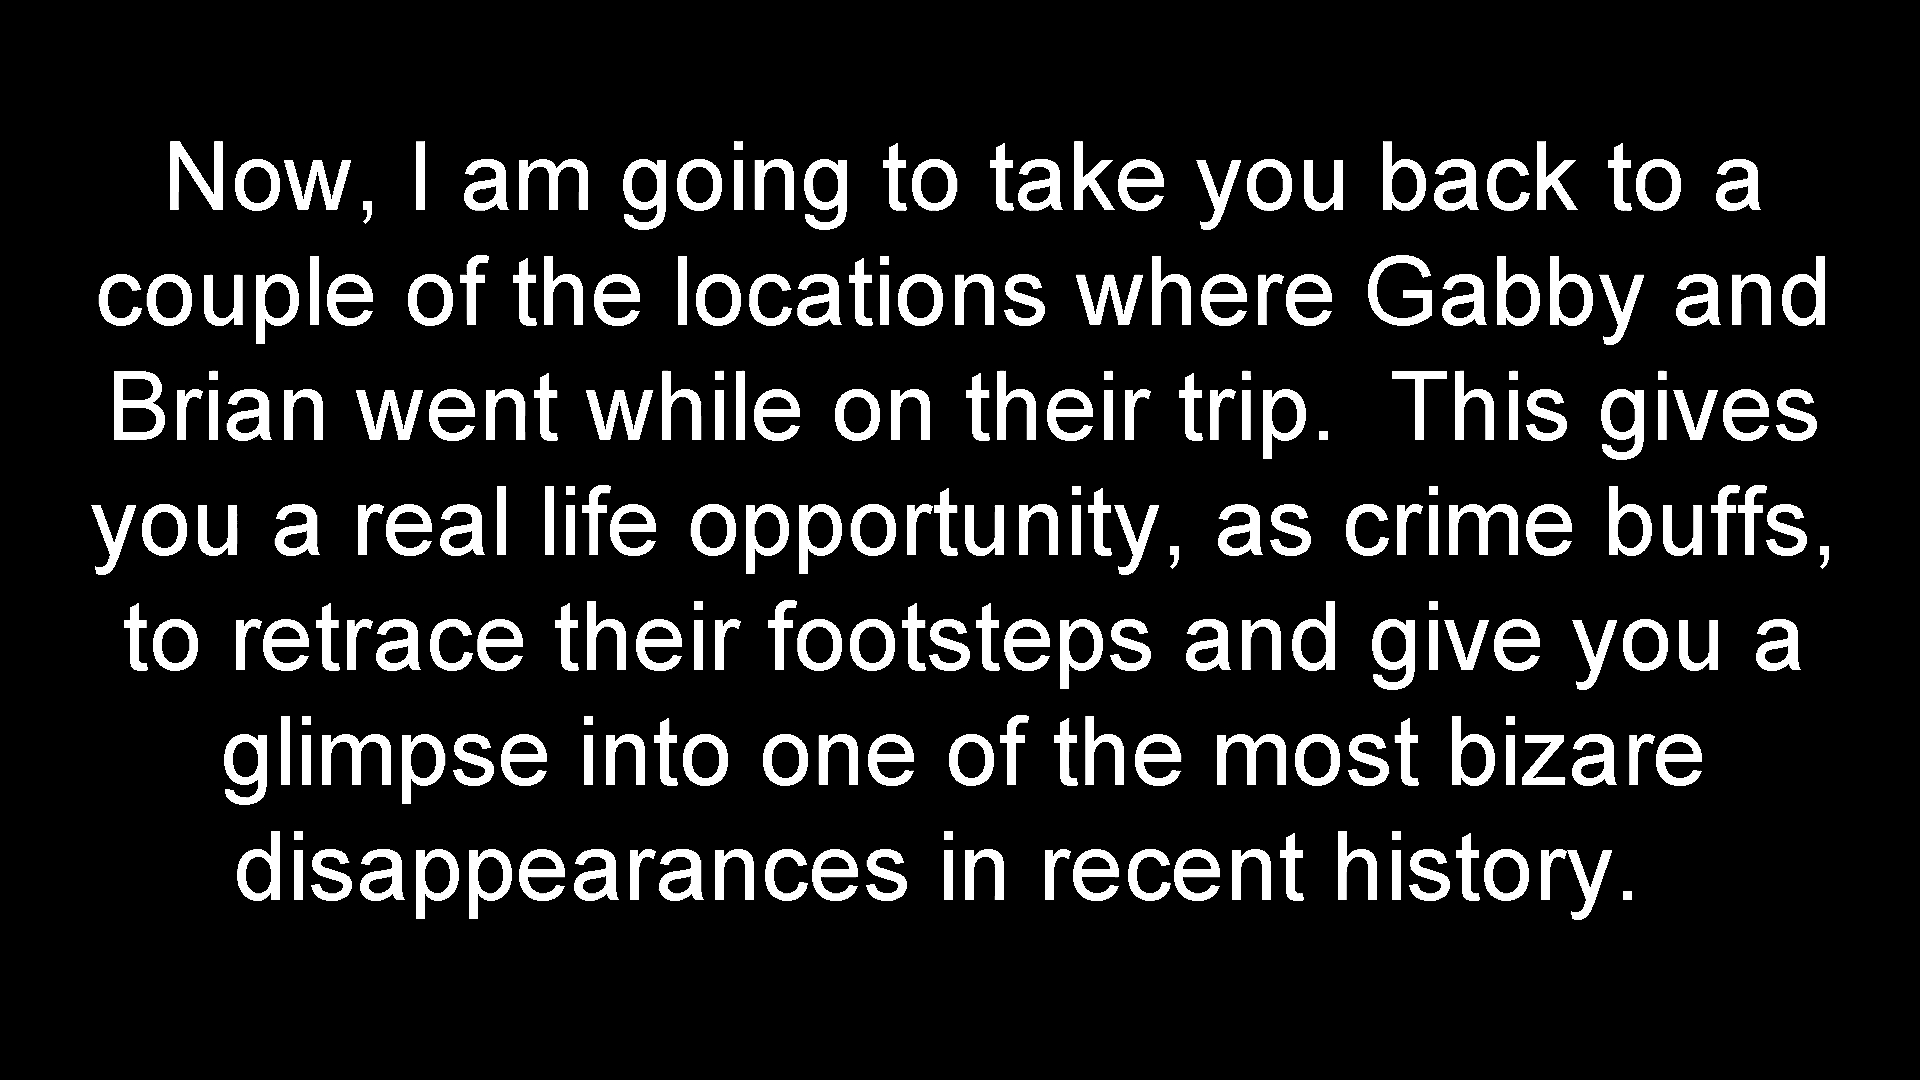 Now, I am going to take you back to a
couple of the locations where Gabby and
Brian went while on their trip.  This gives
you a real life opportunity, as crime buffs,
to retrace their footsteps and give you a
glimpse into one of the most bizare
disappearances in recent history.